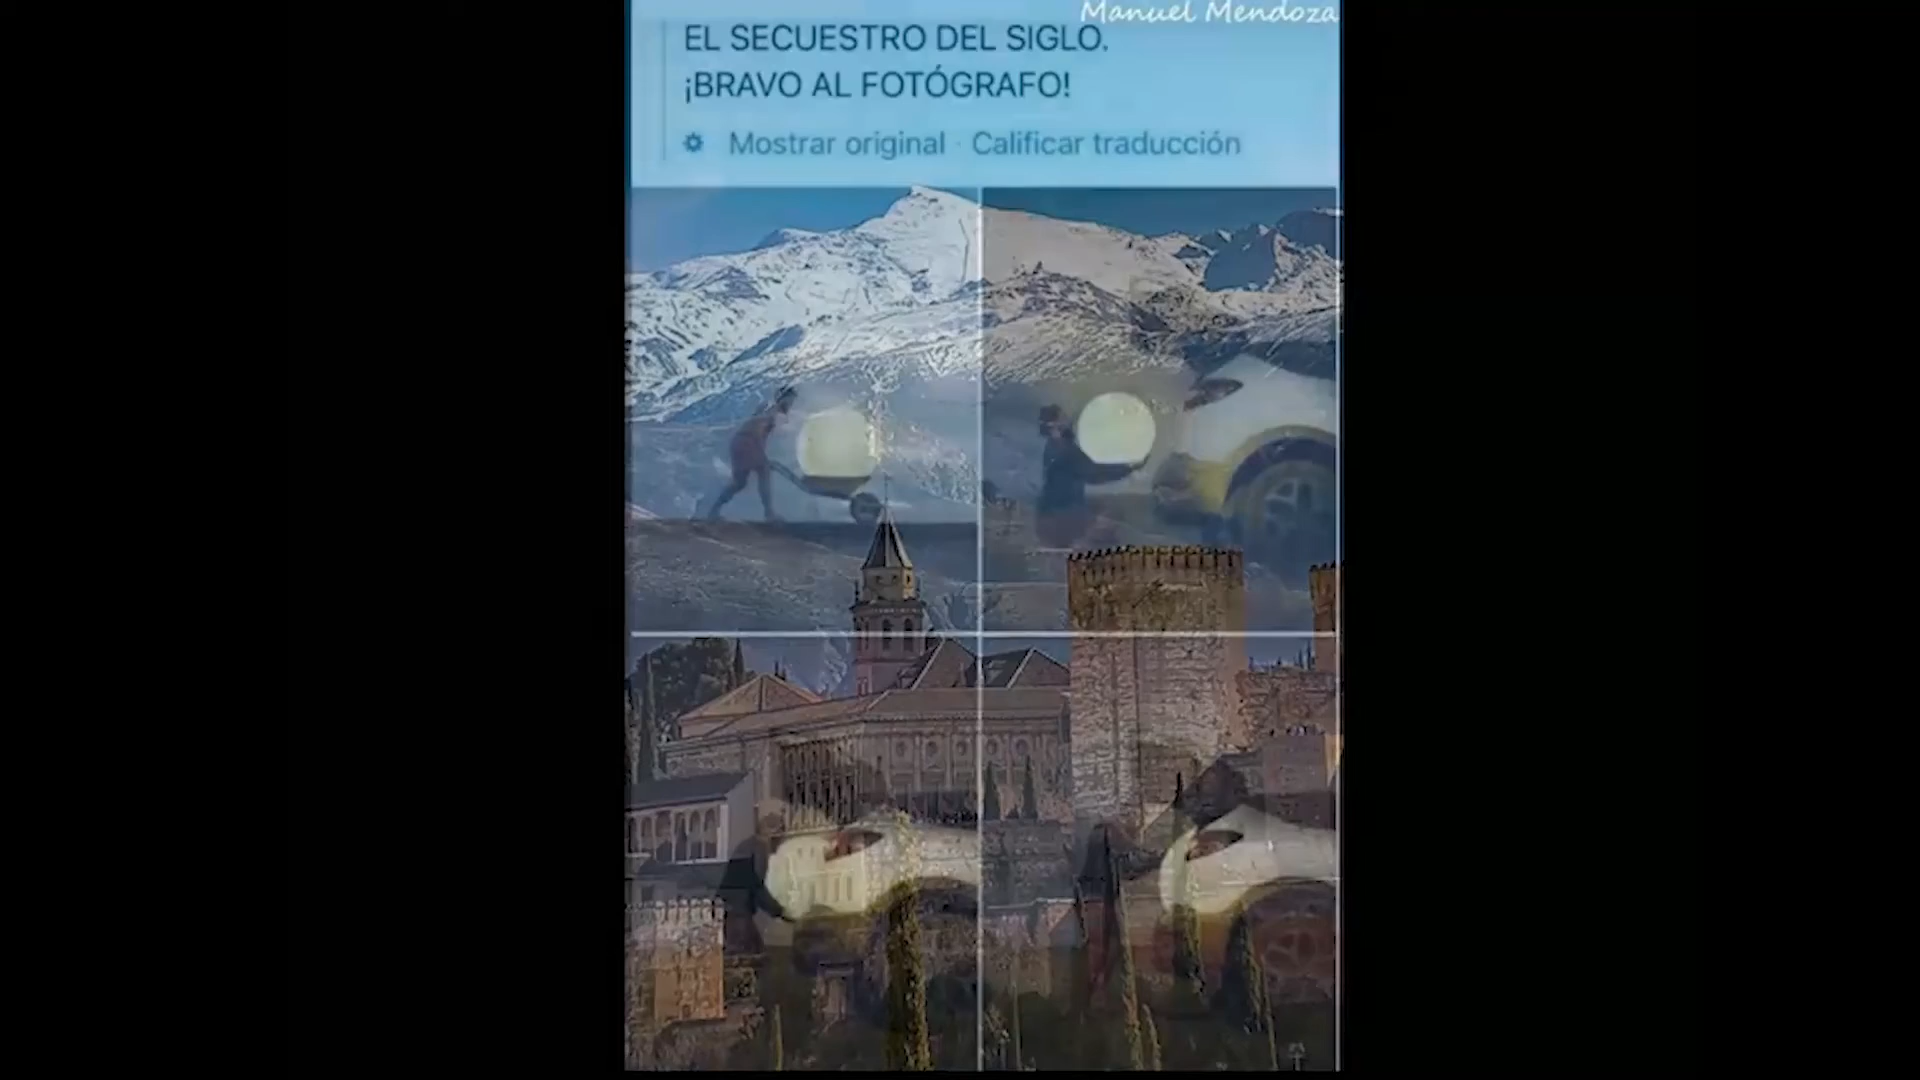 Manuel Mendoza
EL SECUESTRO DEL SIGLO.
¡BRAVO AL FOTÓGRAFO!
Mostrar original · Calificar traducción